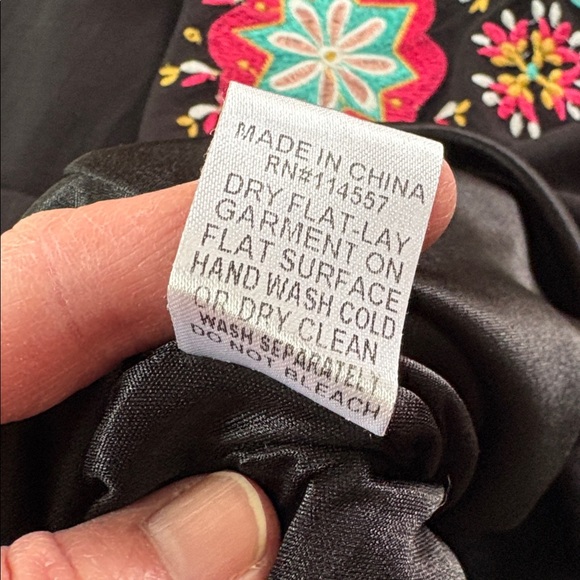 MADE IN CHINA
RN#114557
DRY FLAT-LAY
GARMENT ON
FLAT SURFACE
HAND WASH COLD
OR DRY CLEAN
WASH SEPARATELY
DO NOT BLEACH